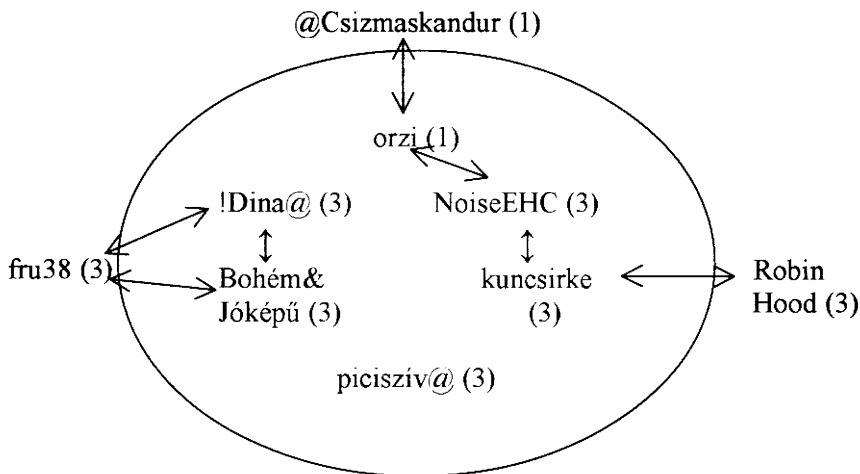 @Csizmaskandur (1)
orzi (1)
!Dina@ (3)
NoiseEHC (3)
fru38 (3)
Bohém&
Jóképű (3)
kuncsirke
(3)
Robin
Hood (3)
piciszív@ (3)